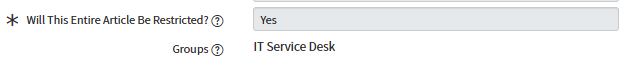 * Will This Entire Article Be Restricted? ? Yes
Groups ? IT Service Desk